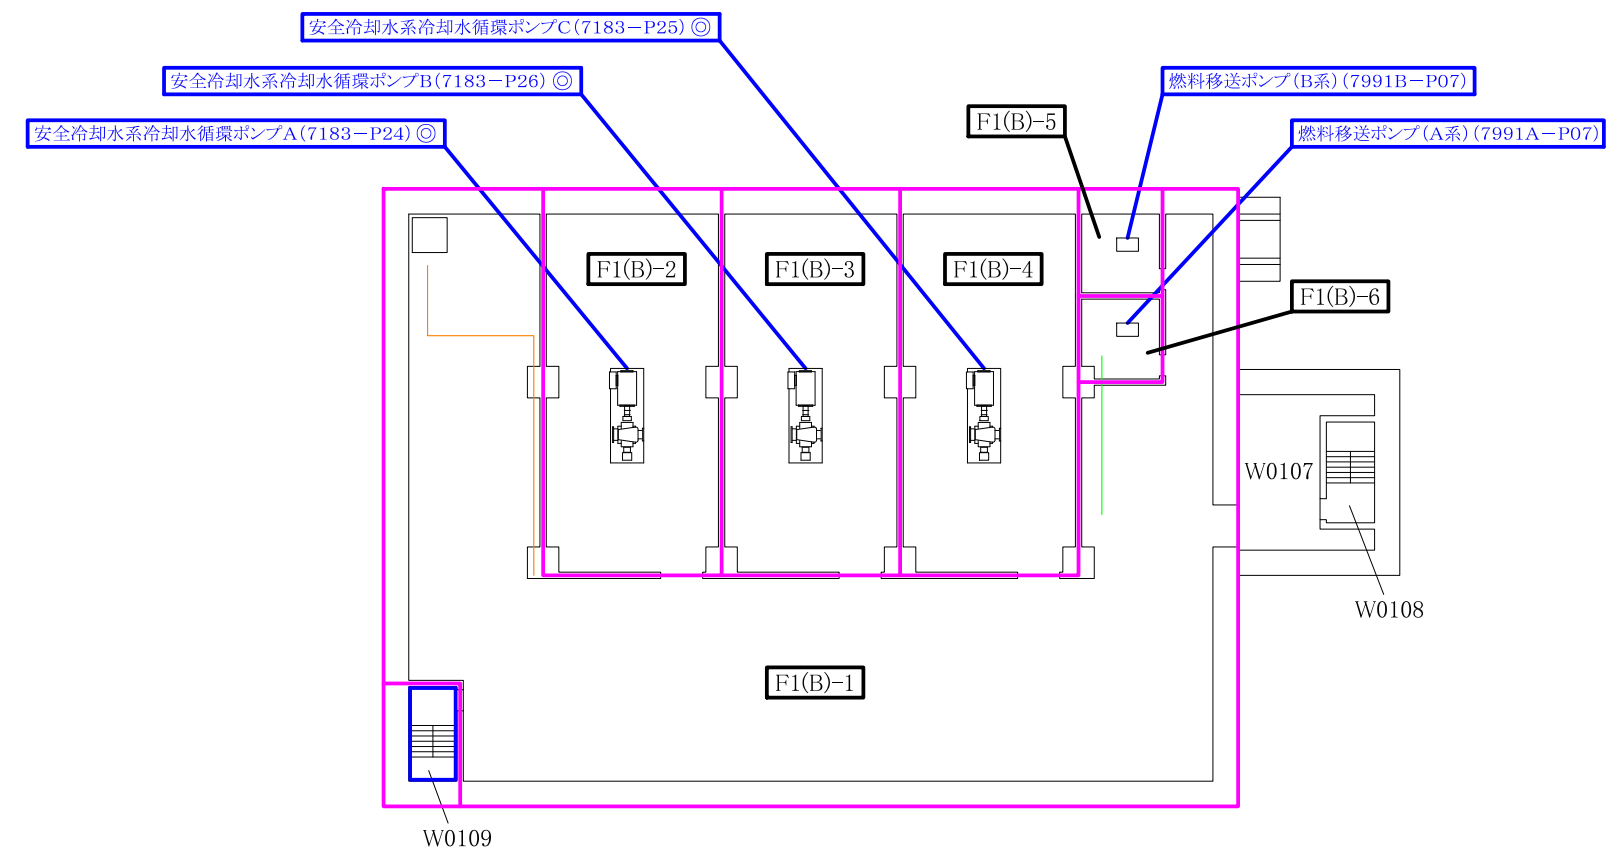 安全冷却水系冷却水循環ポンプC(7183−P25)◎
安全冷却水系冷却水循環ポンプB(7183−P26)◎
燃料移送ポンプ(B系)(7991B−P07)
安全冷却水系冷却水循環ポンプA(7183−P24)◎
F1(B)-5
燃料移送ポンプ(A系)(7991A−P07)
F1(B)-2
F1(B)-3
F1(B)-4
F1(B)-6
W0107
W0108
F1(B)-1
W0109